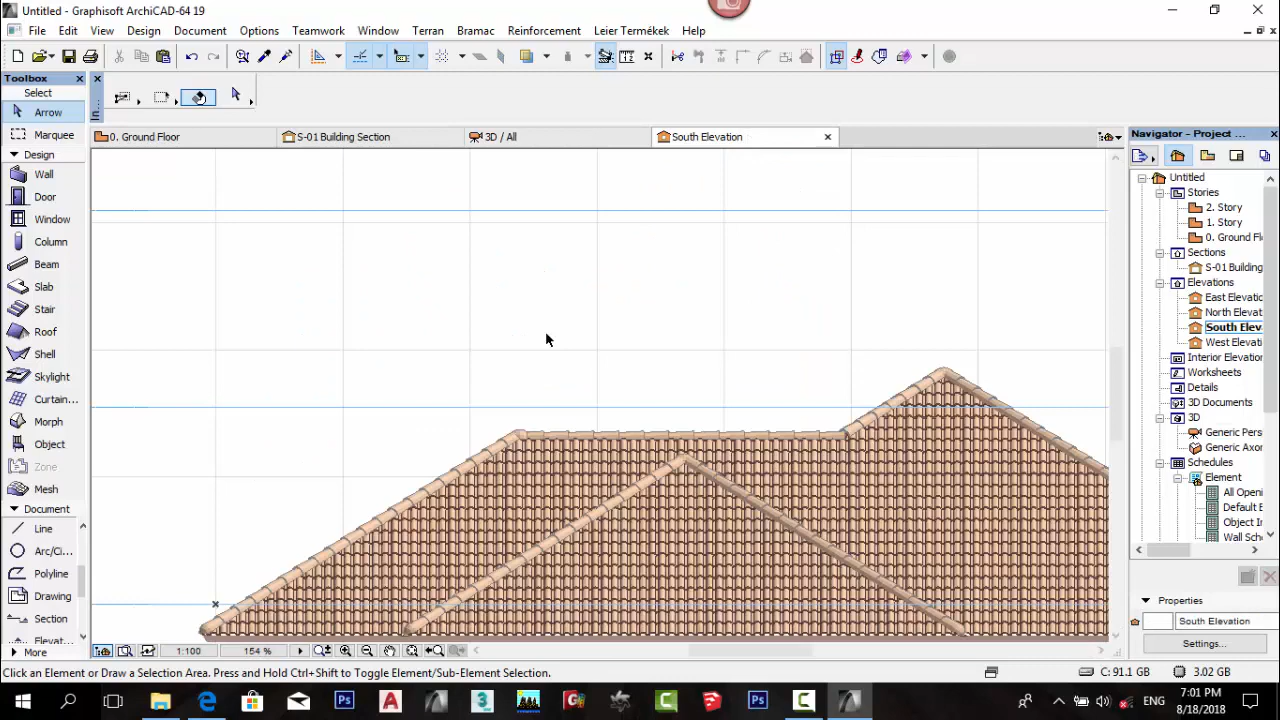 Untitled - Graphisoft ArchiCAD-64 19
File Edit View Design Document Options Teamwork Window Terran Bramac Reinforcement Leier Termékek Help
Toolbox
Select
Arrow
Marquee
Design
Wall
Door
Window
Column
Beam
Slab
Stair
Roof
Shell
Skylight
Curtain...
Morph
Object
Zone
Mesh
Document
Line
Arc/Ci...
Polyline
Drawing
Section
Elevat...
More
0. Ground Floor
S-01 Building Section
3D / All
South Elevation
Navigator - Project ...
Untitled
Stories
2. Story
1. Story
0. Ground Fl
Sections
S-01 Building
Elevations
East Elevatio
North Elevat
South Elev
West Elevati
Interior Elevation
Worksheets
Details
3D Documents
3D
Generic Pers
Generic Axon
Schedules
Element
All Openi
Default E
Object In
Wall Sch
Properties
South Elevation
Settings...
1:100
154 %
Click an Element or Draw a Selection Area. Press and Hold Ctrl+Shift to Toggle Element/Sub-Element Selection.
C: 91.1 GB
3.02 GB
ENG
7:01 PM
8/18/2018